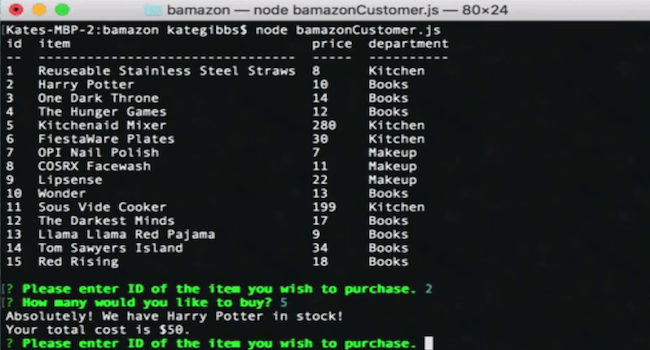 bamazon — node bamazonCustomer.js — 80×24
[Kates-MBP-2:bamazon kategibbs$ node bamazonCustomer.js
id  item                              price  department
--  --------------------------------  -----  ----------
1   Reuseable Stainless Steel Straws  8      Kitchen
2   Harry Potter                      10     Books
3   One Dark Throne                   14     Books
4   The Hunger Games                  12     Books
5   Kitchenaid Mixer                  280    Kitchen
6   FiestaWare Plates                 30     Kitchen
7   OPI Nail Polish                   7      Makeup
8   COSRX Facewash                    11     Makeup
9   Lipsense                          22     Makeup
10  Wonder                            13     Books
11  Sous Vide Cooker                  199    Kitchen
12  The Darkest Minds                 17     Books
13  Llama Llama Red Pajama            9      Books
14  Tom Sawyers Island                34     Books
15  Red Rising                        18     Books
[? Please enter ID of the item you wish to purchase. 2
[? How many would you like to buy? 5
Absolutely! We have Harry Potter in stock!
Your total cost is $50.
? Please enter ID of the item you wish to purchase.